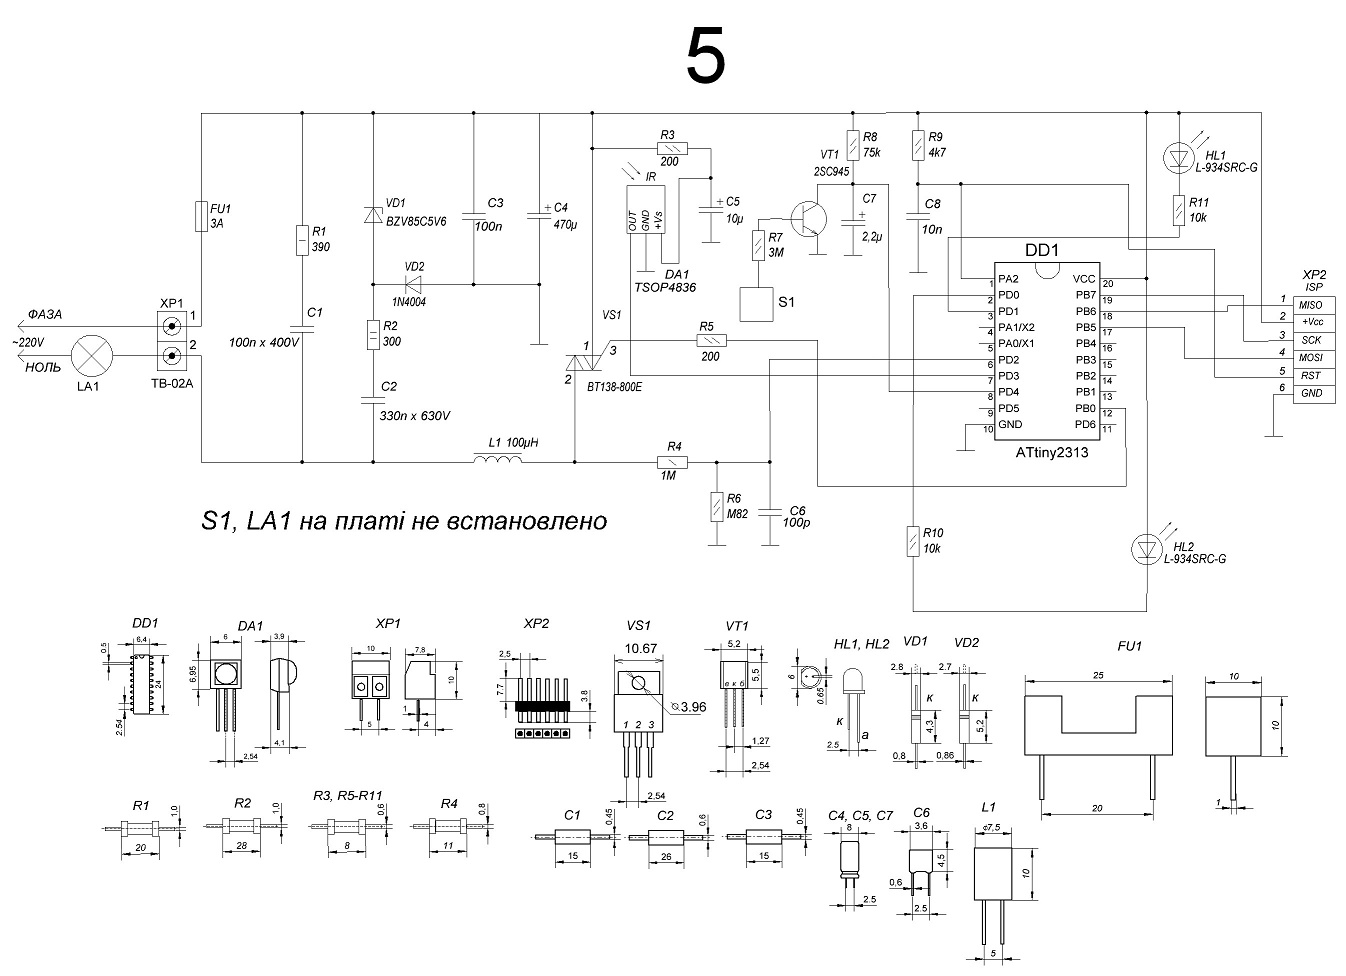 5
ФАЗА
~220V
НОЛЬ
LA1
XP1
1
2
TB-02A
FU1
3A
R1
390
C1
100n x 400V
VD1
BZV85C5V6
VD2
1N4004
R2
300
C2
330n x 630V
C3
100n
C4
470µ
L1 100µH
VS1
1
2
3
BT138-800E
R3
200
IR
OUT
GND
+Vs
DA1
TSOP4836
C5
10µ
R5
200
R4
1M
R6
M82
C6
100p
S1
R7
3M
VT1
2SC945
R8
75k
C7
2,2µ
R9
4k7
C8
10n
R10
10k
DD1
PA2
PD0
PD1
PA1/X2
PA0/X1
PD2
PD3
PD4
PD5
GND
1
2
3
4
5
6
7
8
9
10
VCC
PB7
PB6
PB5
PB4
PB3
PB2
PB1
PB0
PD6
20
19
18
17
16
15
14
13
12
11
ATtiny2313
HL1
L-934SRC-G
R11
10k
HL2
L-934SRC-G
XP2
ISP
1 MISO
2 +Vcc
3 SCK
4 MOSI
5 RST
6 GND
S1, LA1 на платі не встановлено
DD1
6,4
0.5
24
2.54
DA1
6
6,95
3,9
4,1
2,54
XP1
10
5
7,8
10
1
4
XP2
2,5
7.7
3.8
VS1
10.67
⌀3.96
1 2 3
2,54
VT1
5,2
5,5
е к б
1,27
2,54
HL1, HL2
6
0.65
к
а
2.5
VD1
2.8
к
4,3
0,8
VD2
2.7
к
5,2
0,86
FU1
25
20
10
10
1
R1
1,0
20
R2
1,0
28
R3, R5-R11
0,6
8
R4
0,8
11
C1
0,45
15
C2
0,6
26
C3
0,45
15
C4, C5, C7
8
2.5
C6
3,6
4,5
0,6
2.5
L1
⌀7,5
10
5